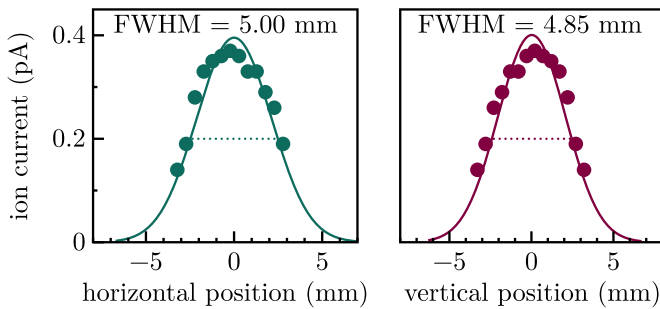 FWHM = 5.00 mm
FWHM = 4.85 mm
ion current (pA)
0.4
0.2
0
−5 0 5
−5 0 5
horizontal position (mm)
vertical position (mm)